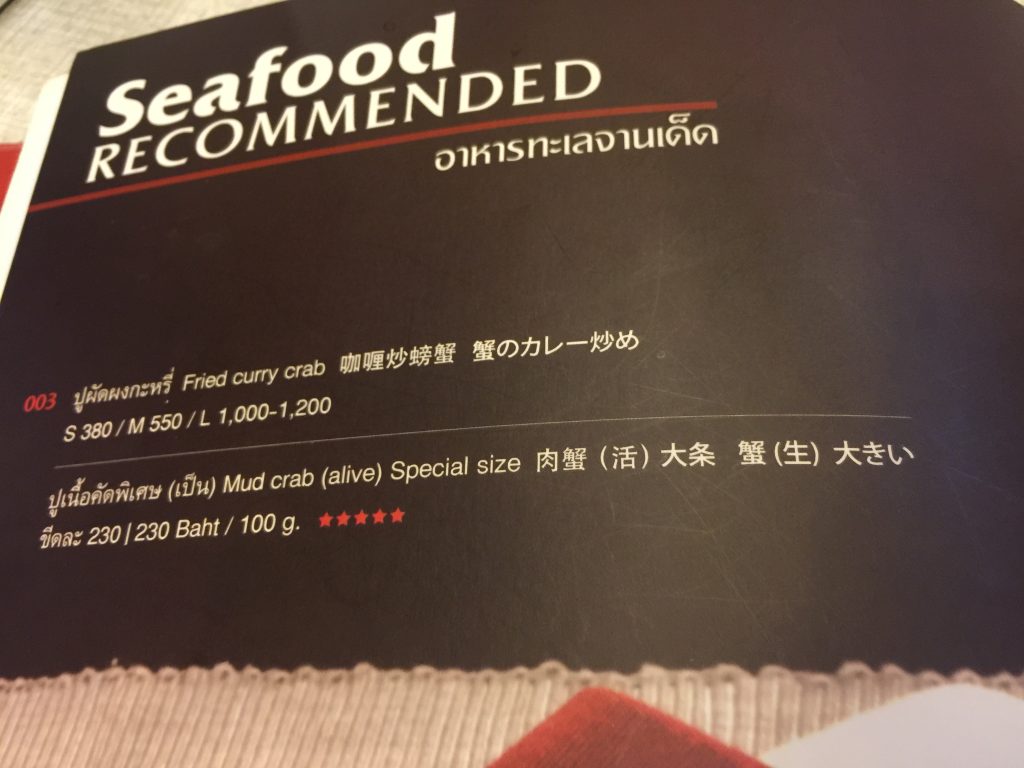 Seafood
RECOMMENDED
อาหารทะเลจานเด็ด
003 ปูผัดผงกะหรี่ Fried curry crab 咖喱炒螃蟹 蟹のカレー炒め
S 380 / M 550 / L 1,000-1,200
ปูเนื้อคัดพิเศษ (เป็น) Mud crab (alive) Special size 肉蟹 (活) 大条 蟹 (生) 大きい
ขีดละ 230 | 230 Baht / 100 g. ★★★★★